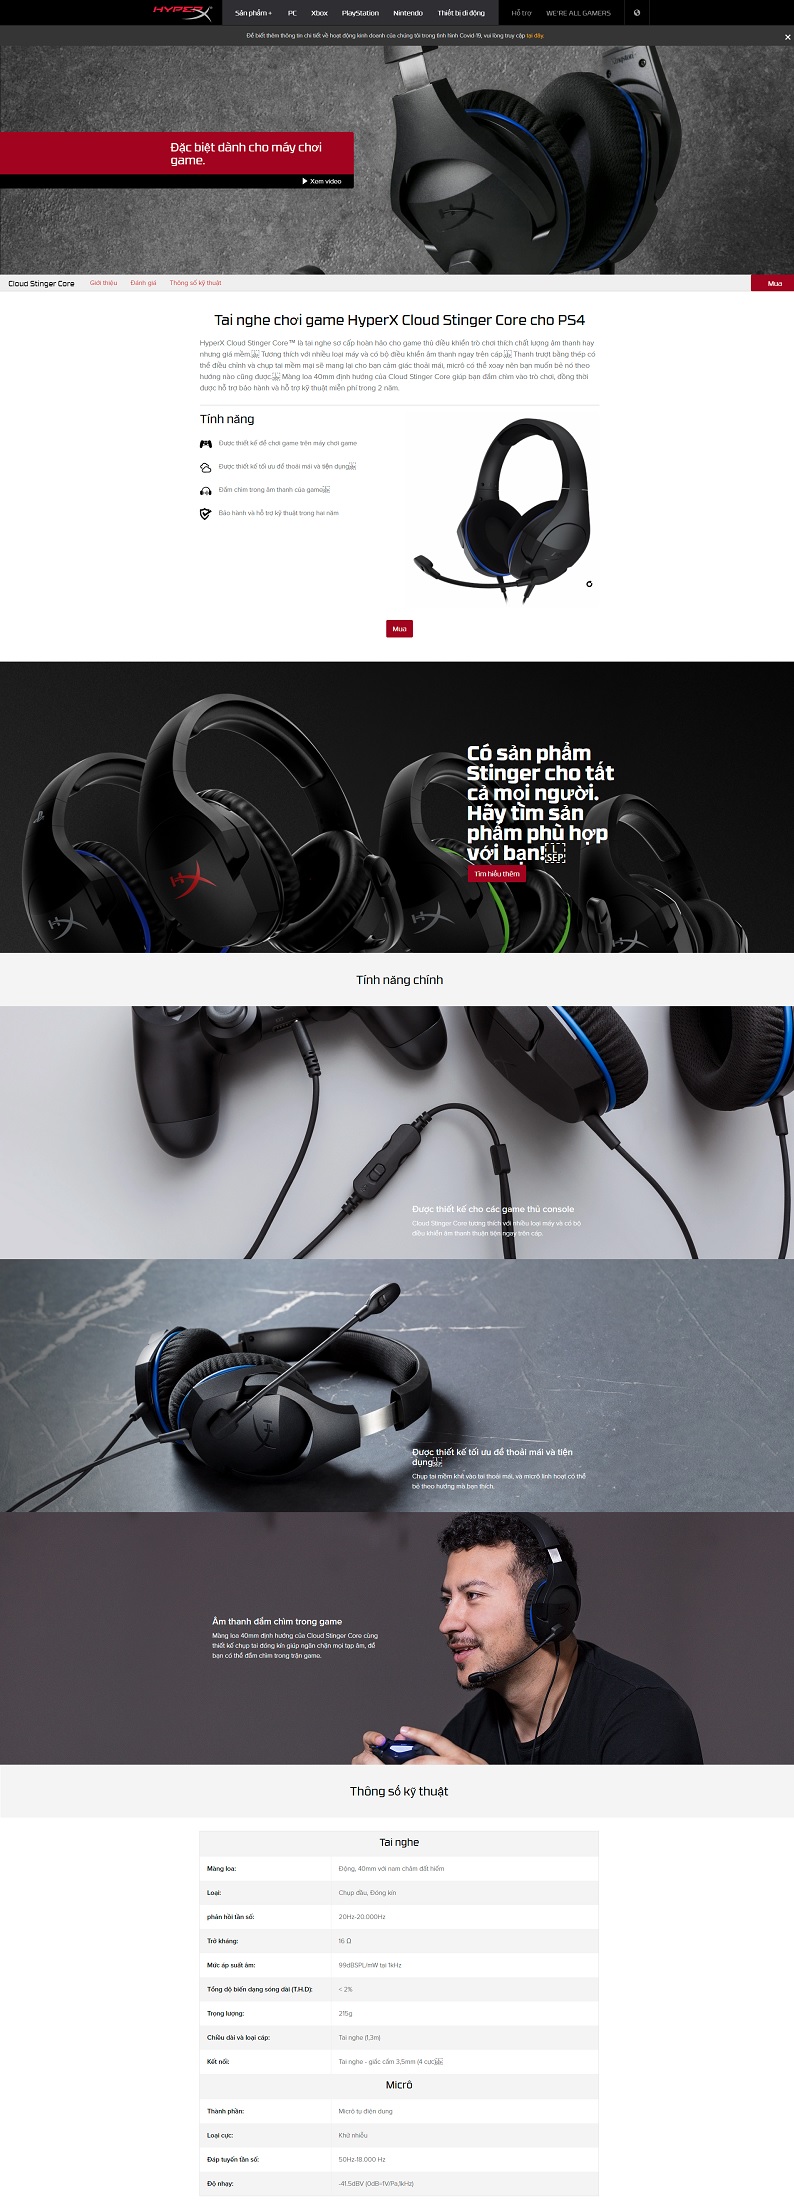 HYPERX
Sản phẩm +
PC
Xbox
PlayStation
Nintendo
Thiết bị di động
Hỗ trợ
WE'RE ALL GAMERS
Để biết thêm thông tin chi tiết về hoạt động kinh doanh của chúng tôi trong tình hình Covid-19, vui lòng truy cập tại đây.
Đặc biệt dành cho máy chơi
game.
Xem video
Cloud Stinger Core
Giới thiệu
Đánh giá
Thông số kỹ thuật
Mua
Tai nghe chơi game HyperX Cloud Stinger Core cho PS4
HyperX Cloud Stinger Core™ là tai nghe sơ cấp hoàn hảo cho game thủ điều khiển trò chơi thích chất lượng âm thanh hay
nhưng giá mềm. Tương thích với nhiều loại máy và có bộ điều khiển âm thanh ngay trên cáp. Thanh trượt bằng thép có
thể điều chỉnh và chụp tai mềm mại sẽ mang lại cho bạn cảm giác thoải mái, micrô có thể xoay nên bạn muốn bẻ nó theo
hướng nào cũng được. Màng loa 40mm định hướng của Cloud Stinger Core giúp bạn đắm chìm vào trò chơi, đồng thời
được hỗ trợ bảo hành và hỗ trợ kỹ thuật miễn phí trong 2 năm.
Tính năng
Được thiết kế để chơi game trên máy chơi game
Được thiết kế tối ưu để thoải mái và tiện dụng
Đắm chìm trong âm thanh của game
Bảo hành và hỗ trợ kỹ thuật trong hai năm
Mua
Có sản phẩm
Stinger cho tất
cả mọi người.
Hãy tìm sản
phẩm phù hợp
với bạn! L SEP
Tìm hiểu thêm
Tính năng chính
Được thiết kế cho các game thủ console
Cloud Stinger Core tương thích với nhiều loại máy và có bộ
điều khiển âm thanh thuận tiện ngay trên cáp.
Được thiết kế tối ưu để thoải mái và tiện
dụng
Chụp tai mềm khít vào tai thoải mái, và micrô linh hoạt có thể
bẻ theo hướng mà bạn thích.
Âm thanh đắm chìm trong game
Màng loa 40mm định hướng của Cloud Stinger Core cùng
thiết kế chụp tai đóng kín giúp ngăn chặn mọi tạp âm, để
bạn có thể đắm chìm trong trận game.
Thông số kỹ thuật
Tai nghe
Màng loa: Động, 40mm với nam châm đất hiếm
Loại: Chụp đầu, Đóng kín
phản hồi tần số: 20Hz-20.000Hz
Trở kháng: 16 Ω
Mức áp suất âm: 99dBSPL/mW tại 1kHz
Tổng độ biến dạng sóng dài (T.H.D): < 2%
Trọng lượng: 215g
Chiều dài và loại cáp: Tai nghe (1,3m)
Kết nối: Tai nghe - giắc cắm 3,5mm (4 cực
Micrô
Thành phần: Micrô tụ điện dung
Loại cực: Khử nhiễu
Đáp tuyến tần số: 50Hz-18.000 Hz
Độ nhạy: -41.5dBV (0dB=1V/Pa,1kHz)